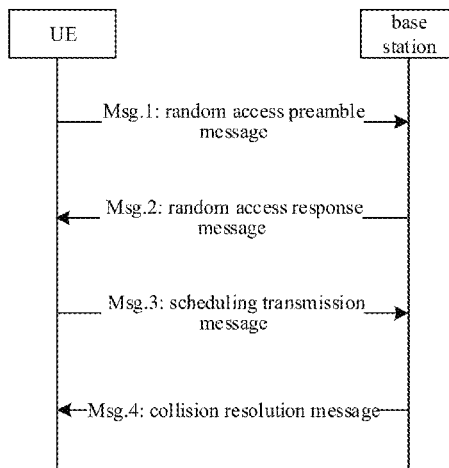 UE
base
station
Msg.1: random access preamble
message
Msg.2: random access response
message
Msg.3: scheduling transmission
message
Msg.4: collision resolution message